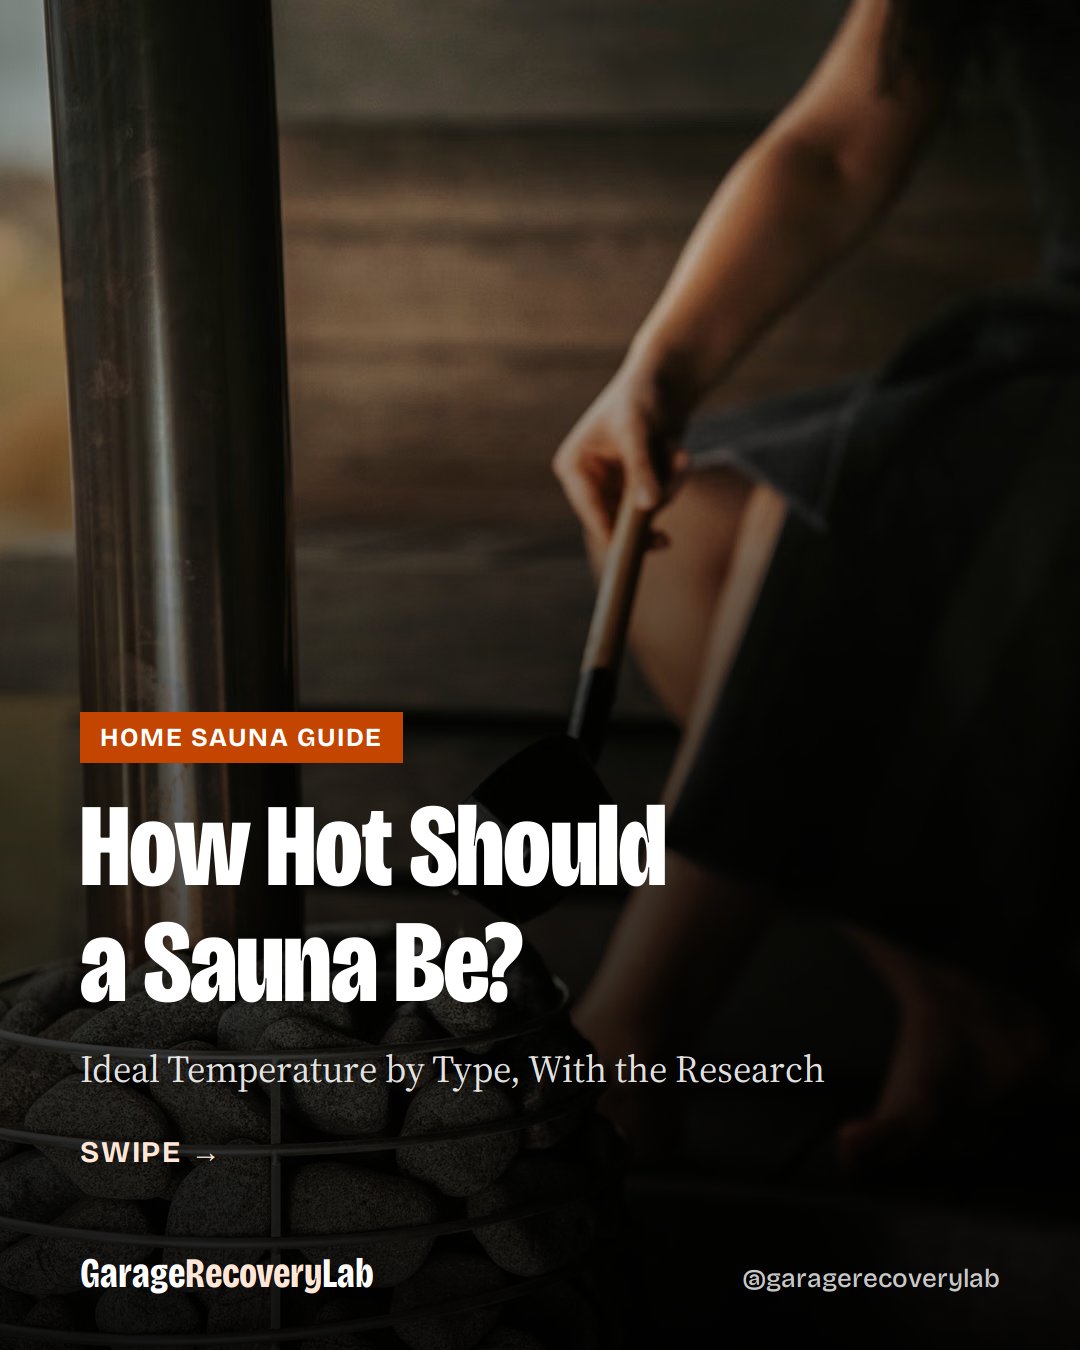 HOME SAUNA GUIDE
How Hot Should
a Sauna Be?
Ideal Temperature by Type, With the Research
SWIPE →
GarageRecoveryLab
@garagerecoverylab